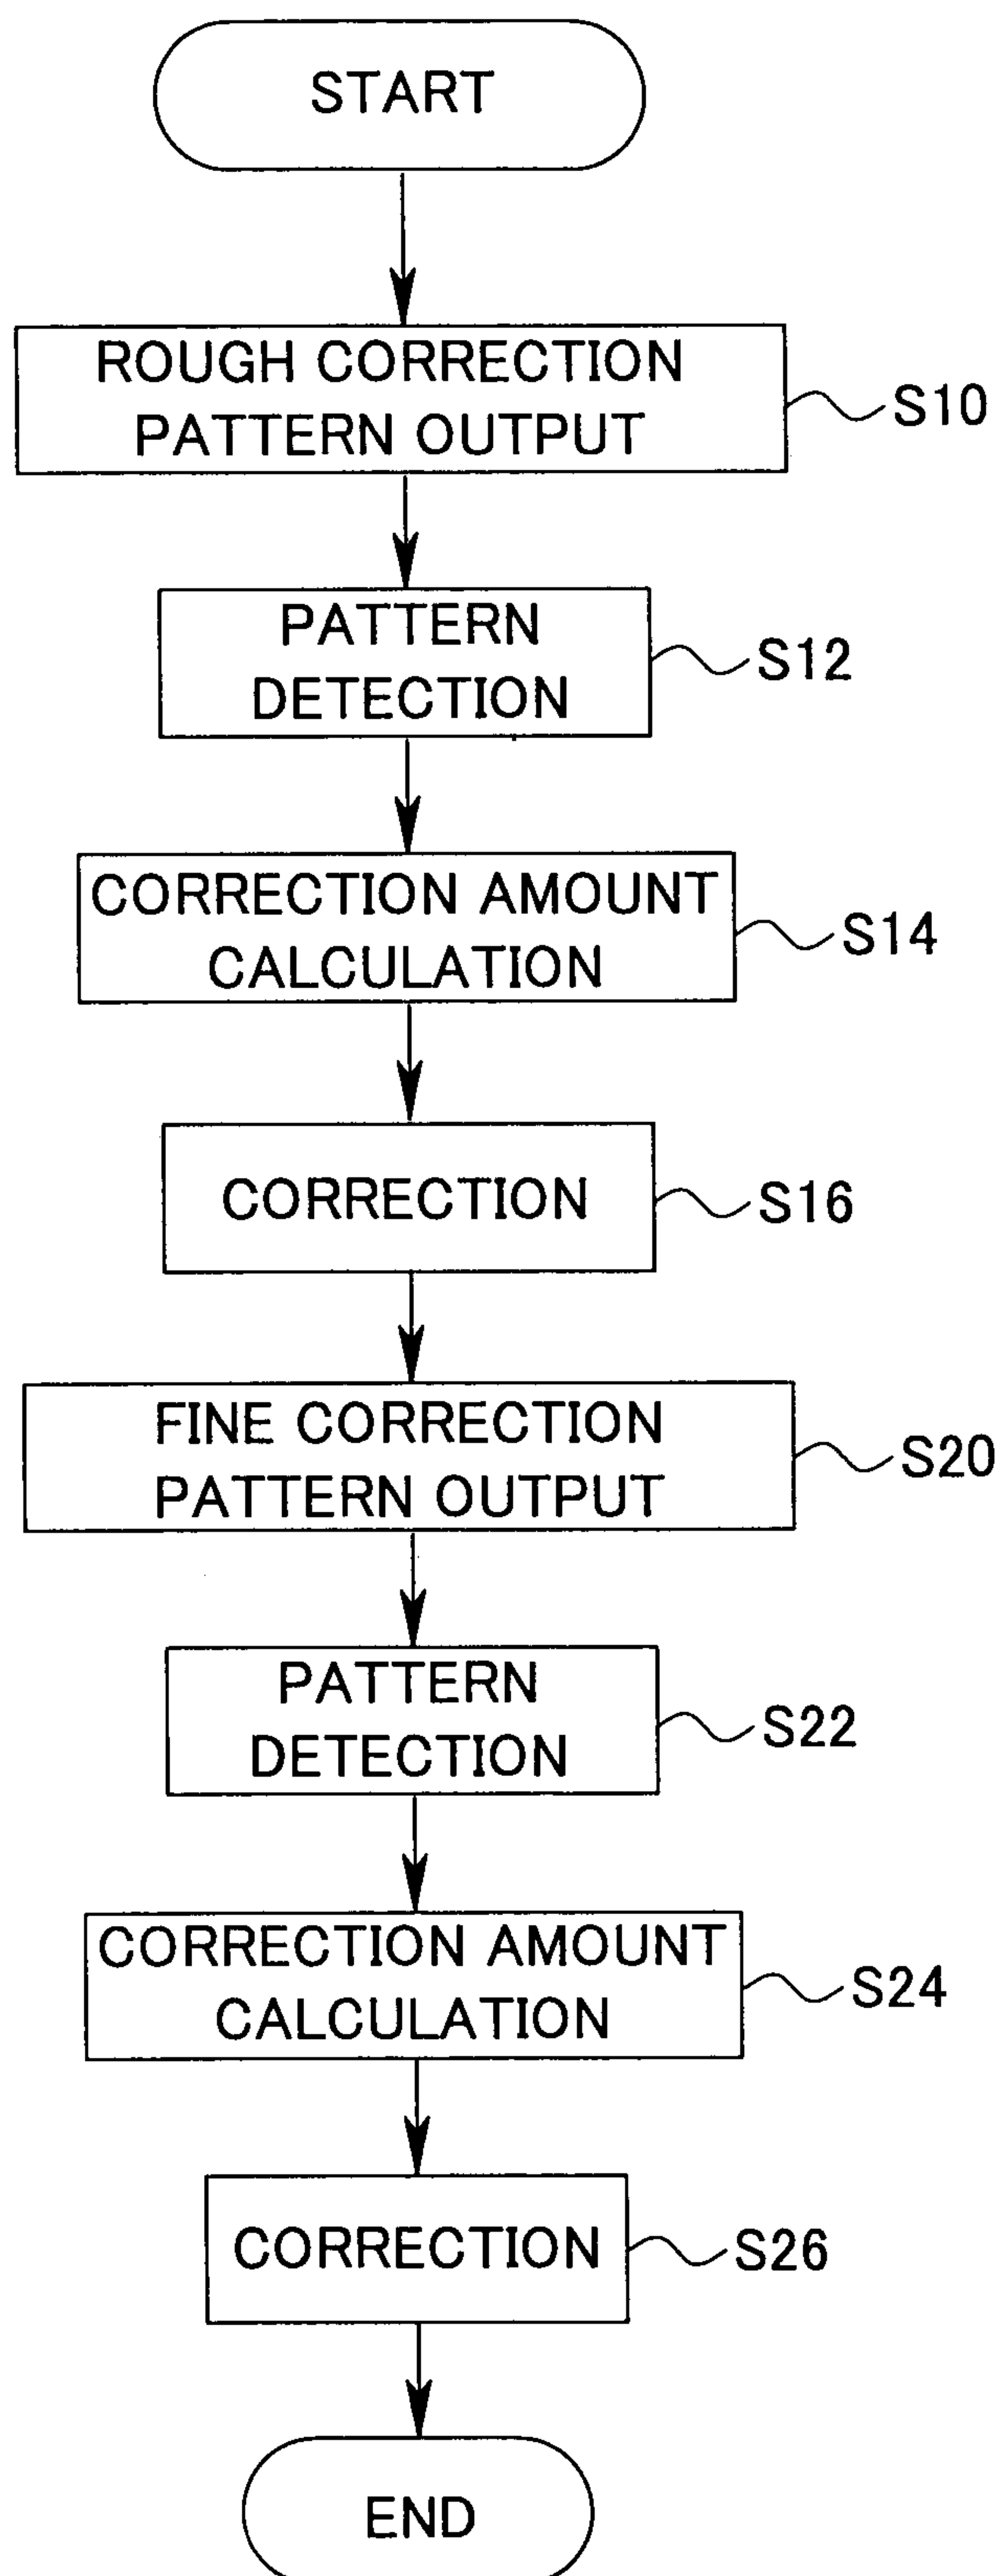 START
ROUGH CORRECTION
PATTERN OUTPUT
S10
PATTERN
DETECTION
S12
CORRECTION AMOUNT
CALCULATION
S14
CORRECTION
S16
FINE CORRECTION
PATTERN OUTPUT
S20
PATTERN
DETECTION
S22
CORRECTION AMOUNT
CALCULATION
S24
CORRECTION
S26
END